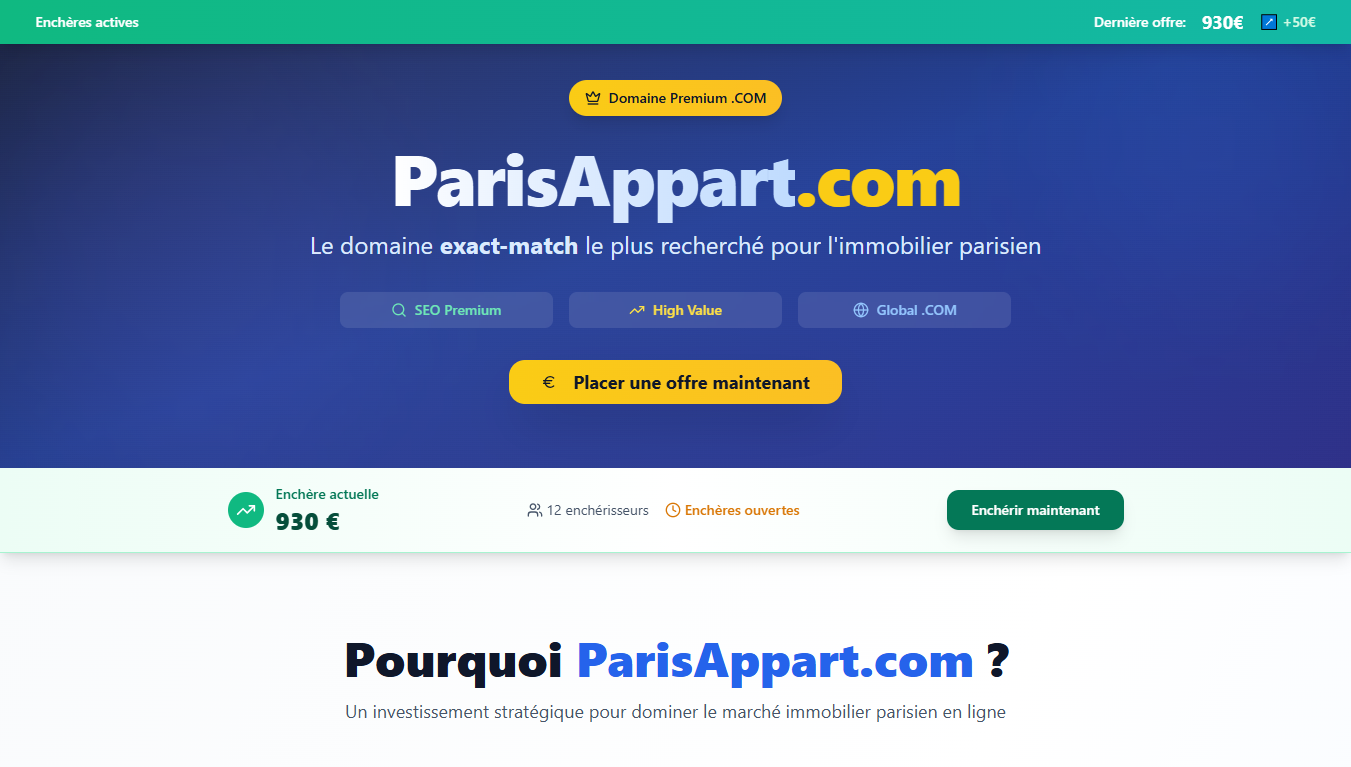 Enchères actives
Dernière offre: 930€ +50€
Domaine Premium .COM
ParisAppart.com
Le domaine exact-match le plus recherché pour l'immobilier parisien
SEO Premium
High Value
Global .COM
€ Placer une offre maintenant
Enchère actuelle
930 €
12 enchérisseurs
Enchères ouvertes
Enchérir maintenant
Pourquoi ParisAppart.com ?
Un investissement stratégique pour dominer le marché immobilier parisien en ligne